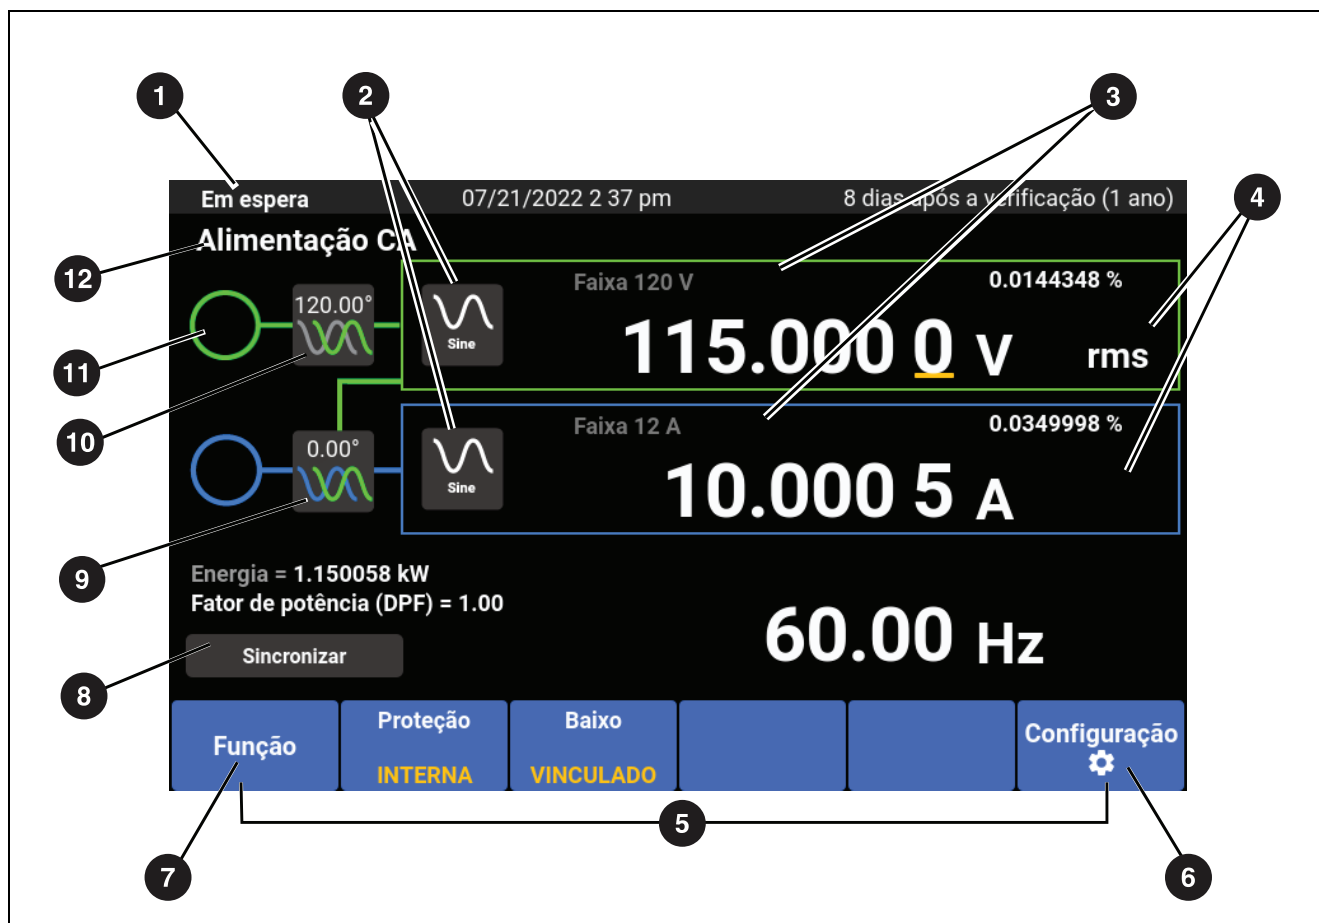 1
2
3
4
Em espera
07/21/2022 2 37 pm
8 dias após a verificação (1 ano)
12
Alimentação CA
120.00°
Sine
Faixa 120 V
0.0144348 %
115.000 0 V
rms
11
10
0.00°
Sine
Faixa 12 A
0.0349998 %
10.000 5 A
9
Energia = 1.150058 kW
Fator de potência (DPF) = 1.00
60.00 Hz
8
Sincronizar
Função
Proteção
INTERNA
Baixo
VINCULADO
Configuração
5
7
6